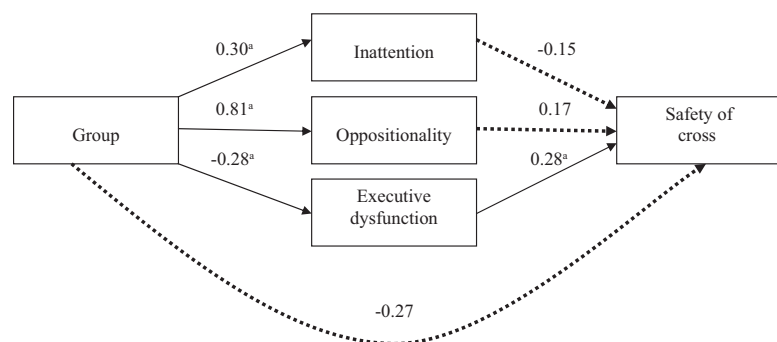 0.30ᵃ
Inattention
-0.15
0.81ᵃ
0.17
Group
Oppositionality
Safety of
cross
-0.28ᵃ
Executive
dysfunction
0.28ᵃ
-0.27